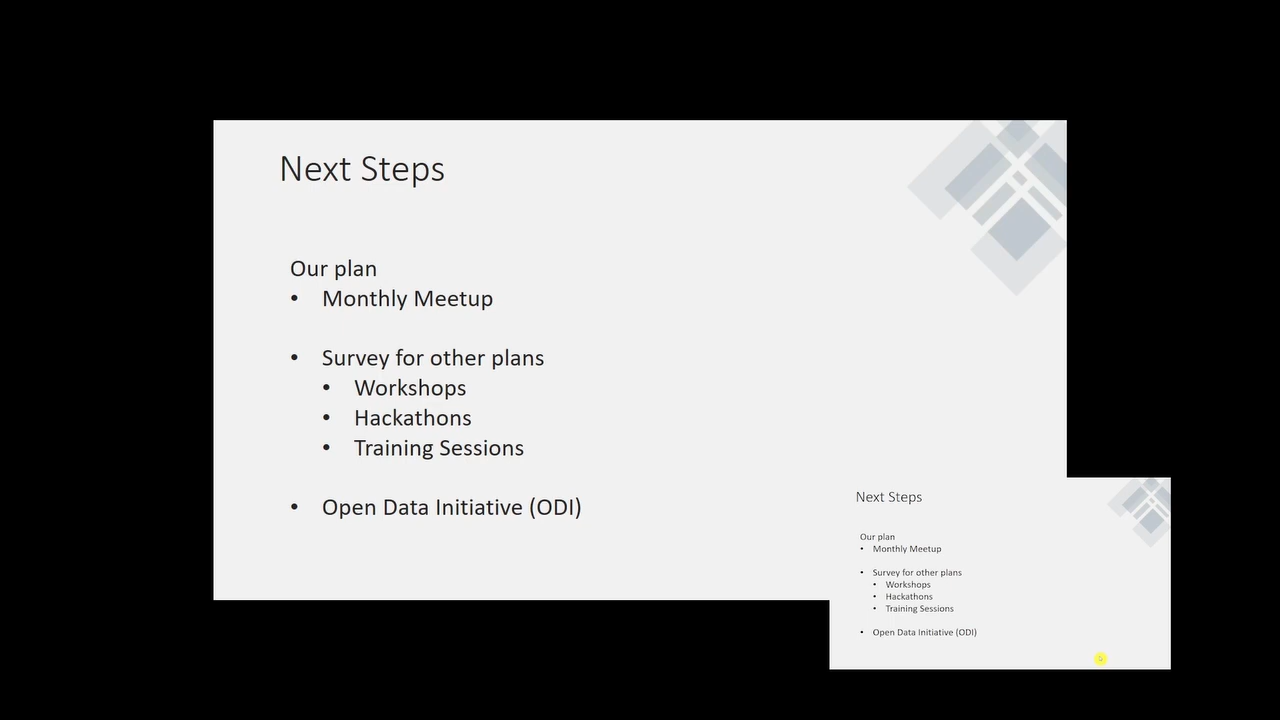 Next Steps
Our plan
• Monthly Meetup
• Survey for other plans
• Workshops
• Hackathons
• Training Sessions
• Open Data Initiative (ODI)
Next Steps
Our plan
• Monthly Meetup
• Survey for other plans
• Workshops
• Hackathons
• Training Sessions
• Open Data Initiative (ODI)